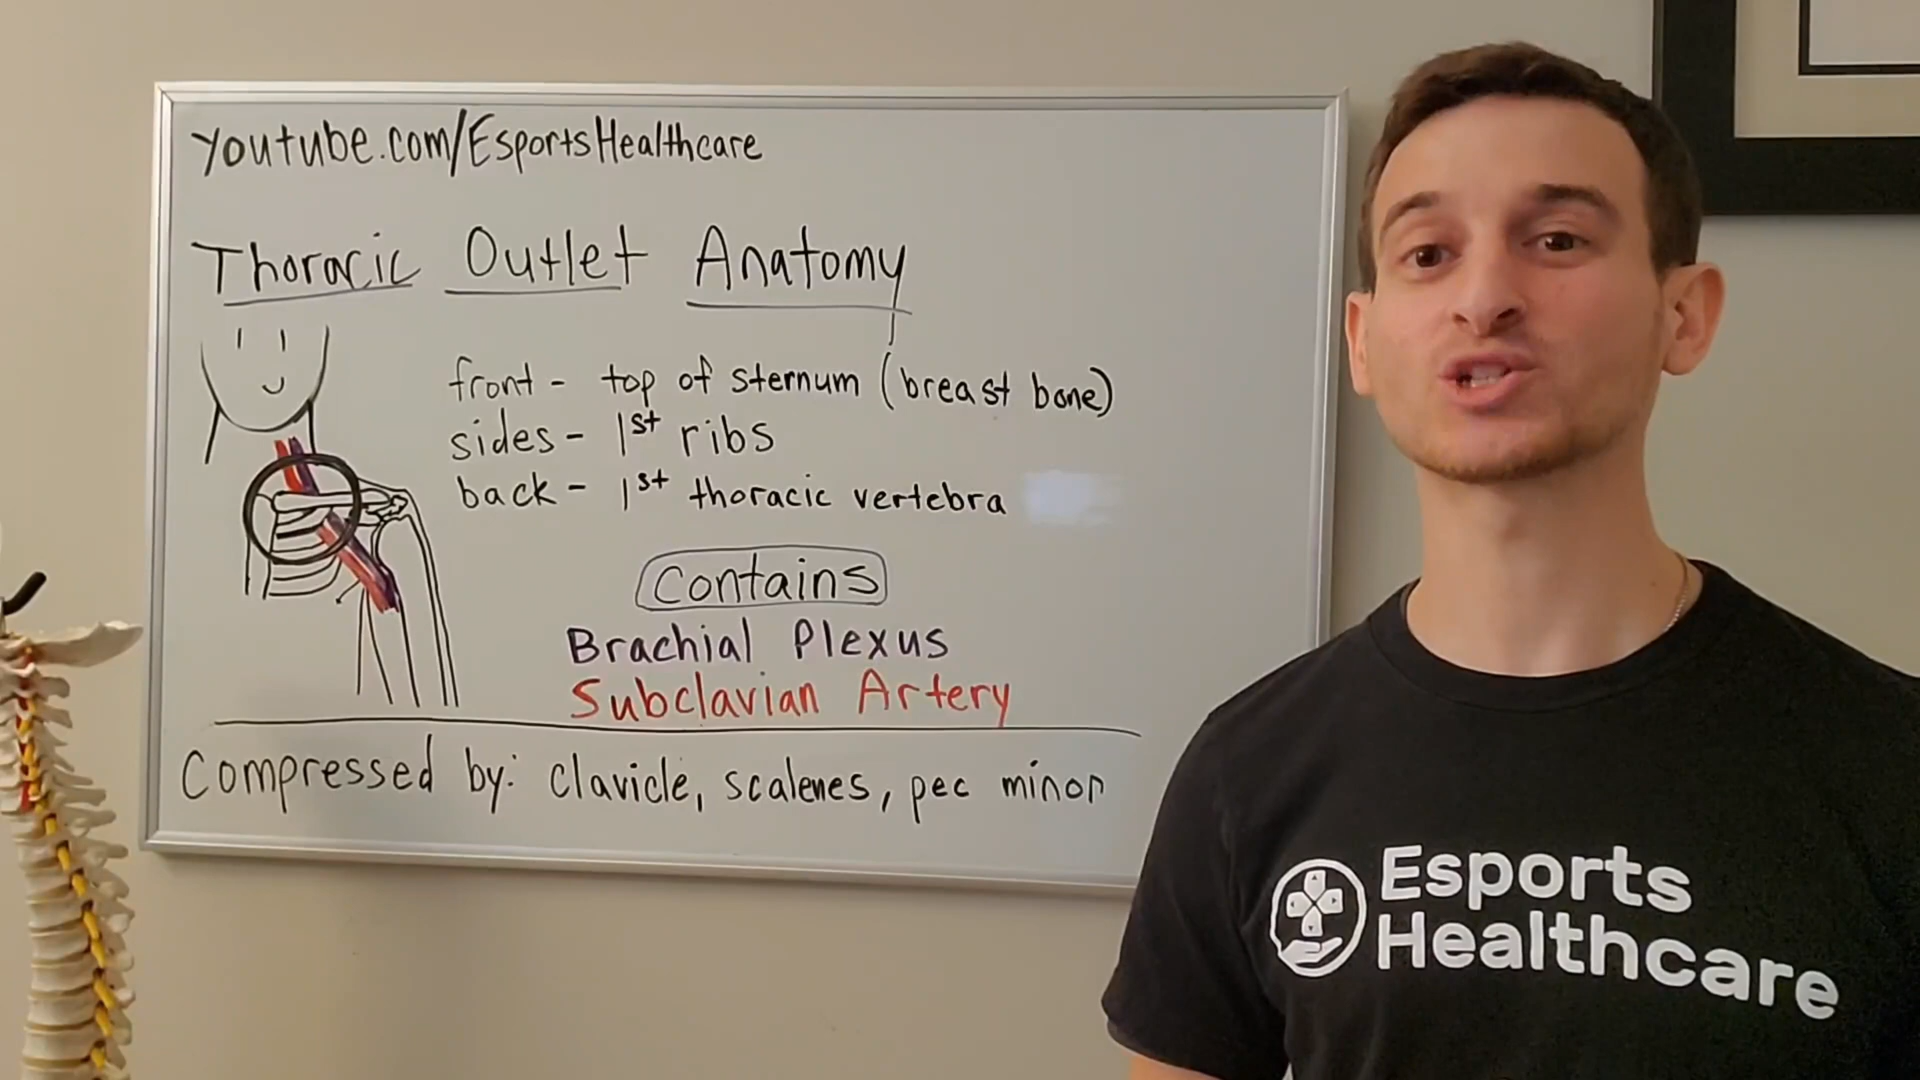 youtube.com/EsportsHealthcare
Thoracic Outlet Anatomy
front - top of sternum (breast bone)
sides - 1st ribs
back - 1st thoracic vertebra
Contains
Brachial Plexus
Subclavian Artery
Compressed by: clavicle, scalenes, pec minor
Esports
Healthcare